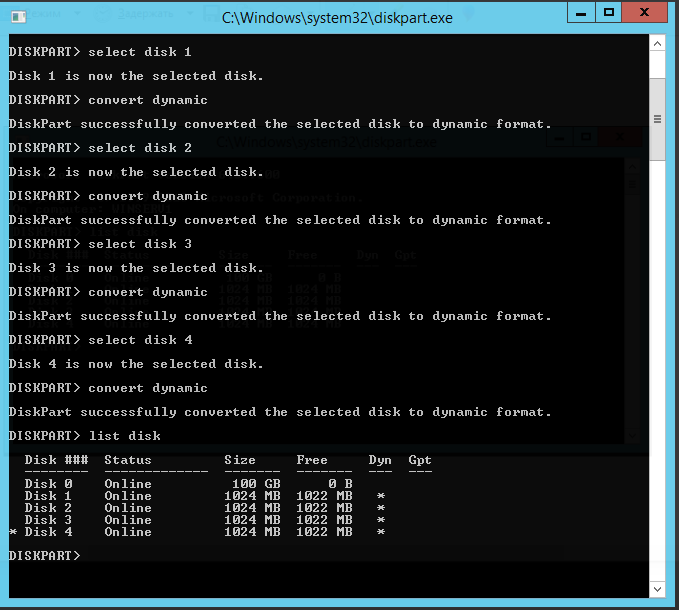 C:\Windows\system32\diskpart.exe
DISKPART> select disk 1
Disk 1 is now the selected disk.
DISKPART> convert dynamic
DiskPart successfully converted the selected disk to dynamic format.
DISKPART> select disk 2
Disk 2 is now the selected disk.
DISKPART> convert dynamic
DiskPart successfully converted the selected disk to dynamic format.
DISKPART> select disk 3
Disk 3 is now the selected disk.
DISKPART> convert dynamic
DiskPart successfully converted the selected disk to dynamic format.
DISKPART> select disk 4
Disk 4 is now the selected disk.
DISKPART> convert dynamic
DiskPart successfully converted the selected disk to dynamic format.
DISKPART> list disk
  Disk ###  Status         Size     Free     Dyn  Gpt
  --------  -------------  -------  -------  ---  ---
  Disk 0    Online          100 GB      0 B
  Disk 1    Online         1024 MB  1022 MB   *
  Disk 2    Online         1024 MB  1022 MB   *
  Disk 3    Online         1024 MB  1022 MB   *
* Disk 4    Online         1024 MB  1022 MB   *
DISKPART>